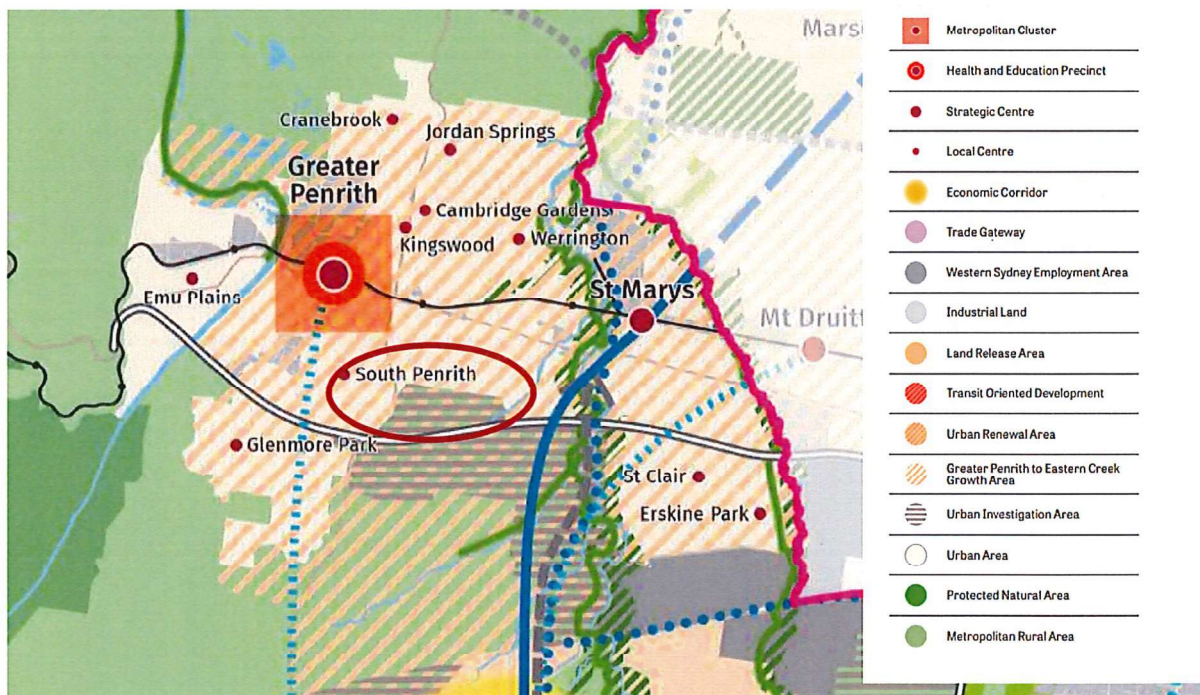 Mars
Cranebrook
Jordan Springs
Greater
Penrith
Cambridge Gardens
Kingswood
Werrington
Emu Plains
St Marys
Mt Druitt
South Penrith
Glenmore Park
St Clair
Erskine Park
Metropolitan Cluster
Health and Education Precinct
Strategic Centre
Local Centre
Economic Corridor
Trade Gateway
Western Sydney Employment Area
Industrial Land
Land Release Area
Transit Oriented Development
Urban Renewal Area
Greater Penrith to Eastern Creek
Growth Area
Urban Investigation Area
Urban Area
Protected Natural Area
Metropolitan Rural Area